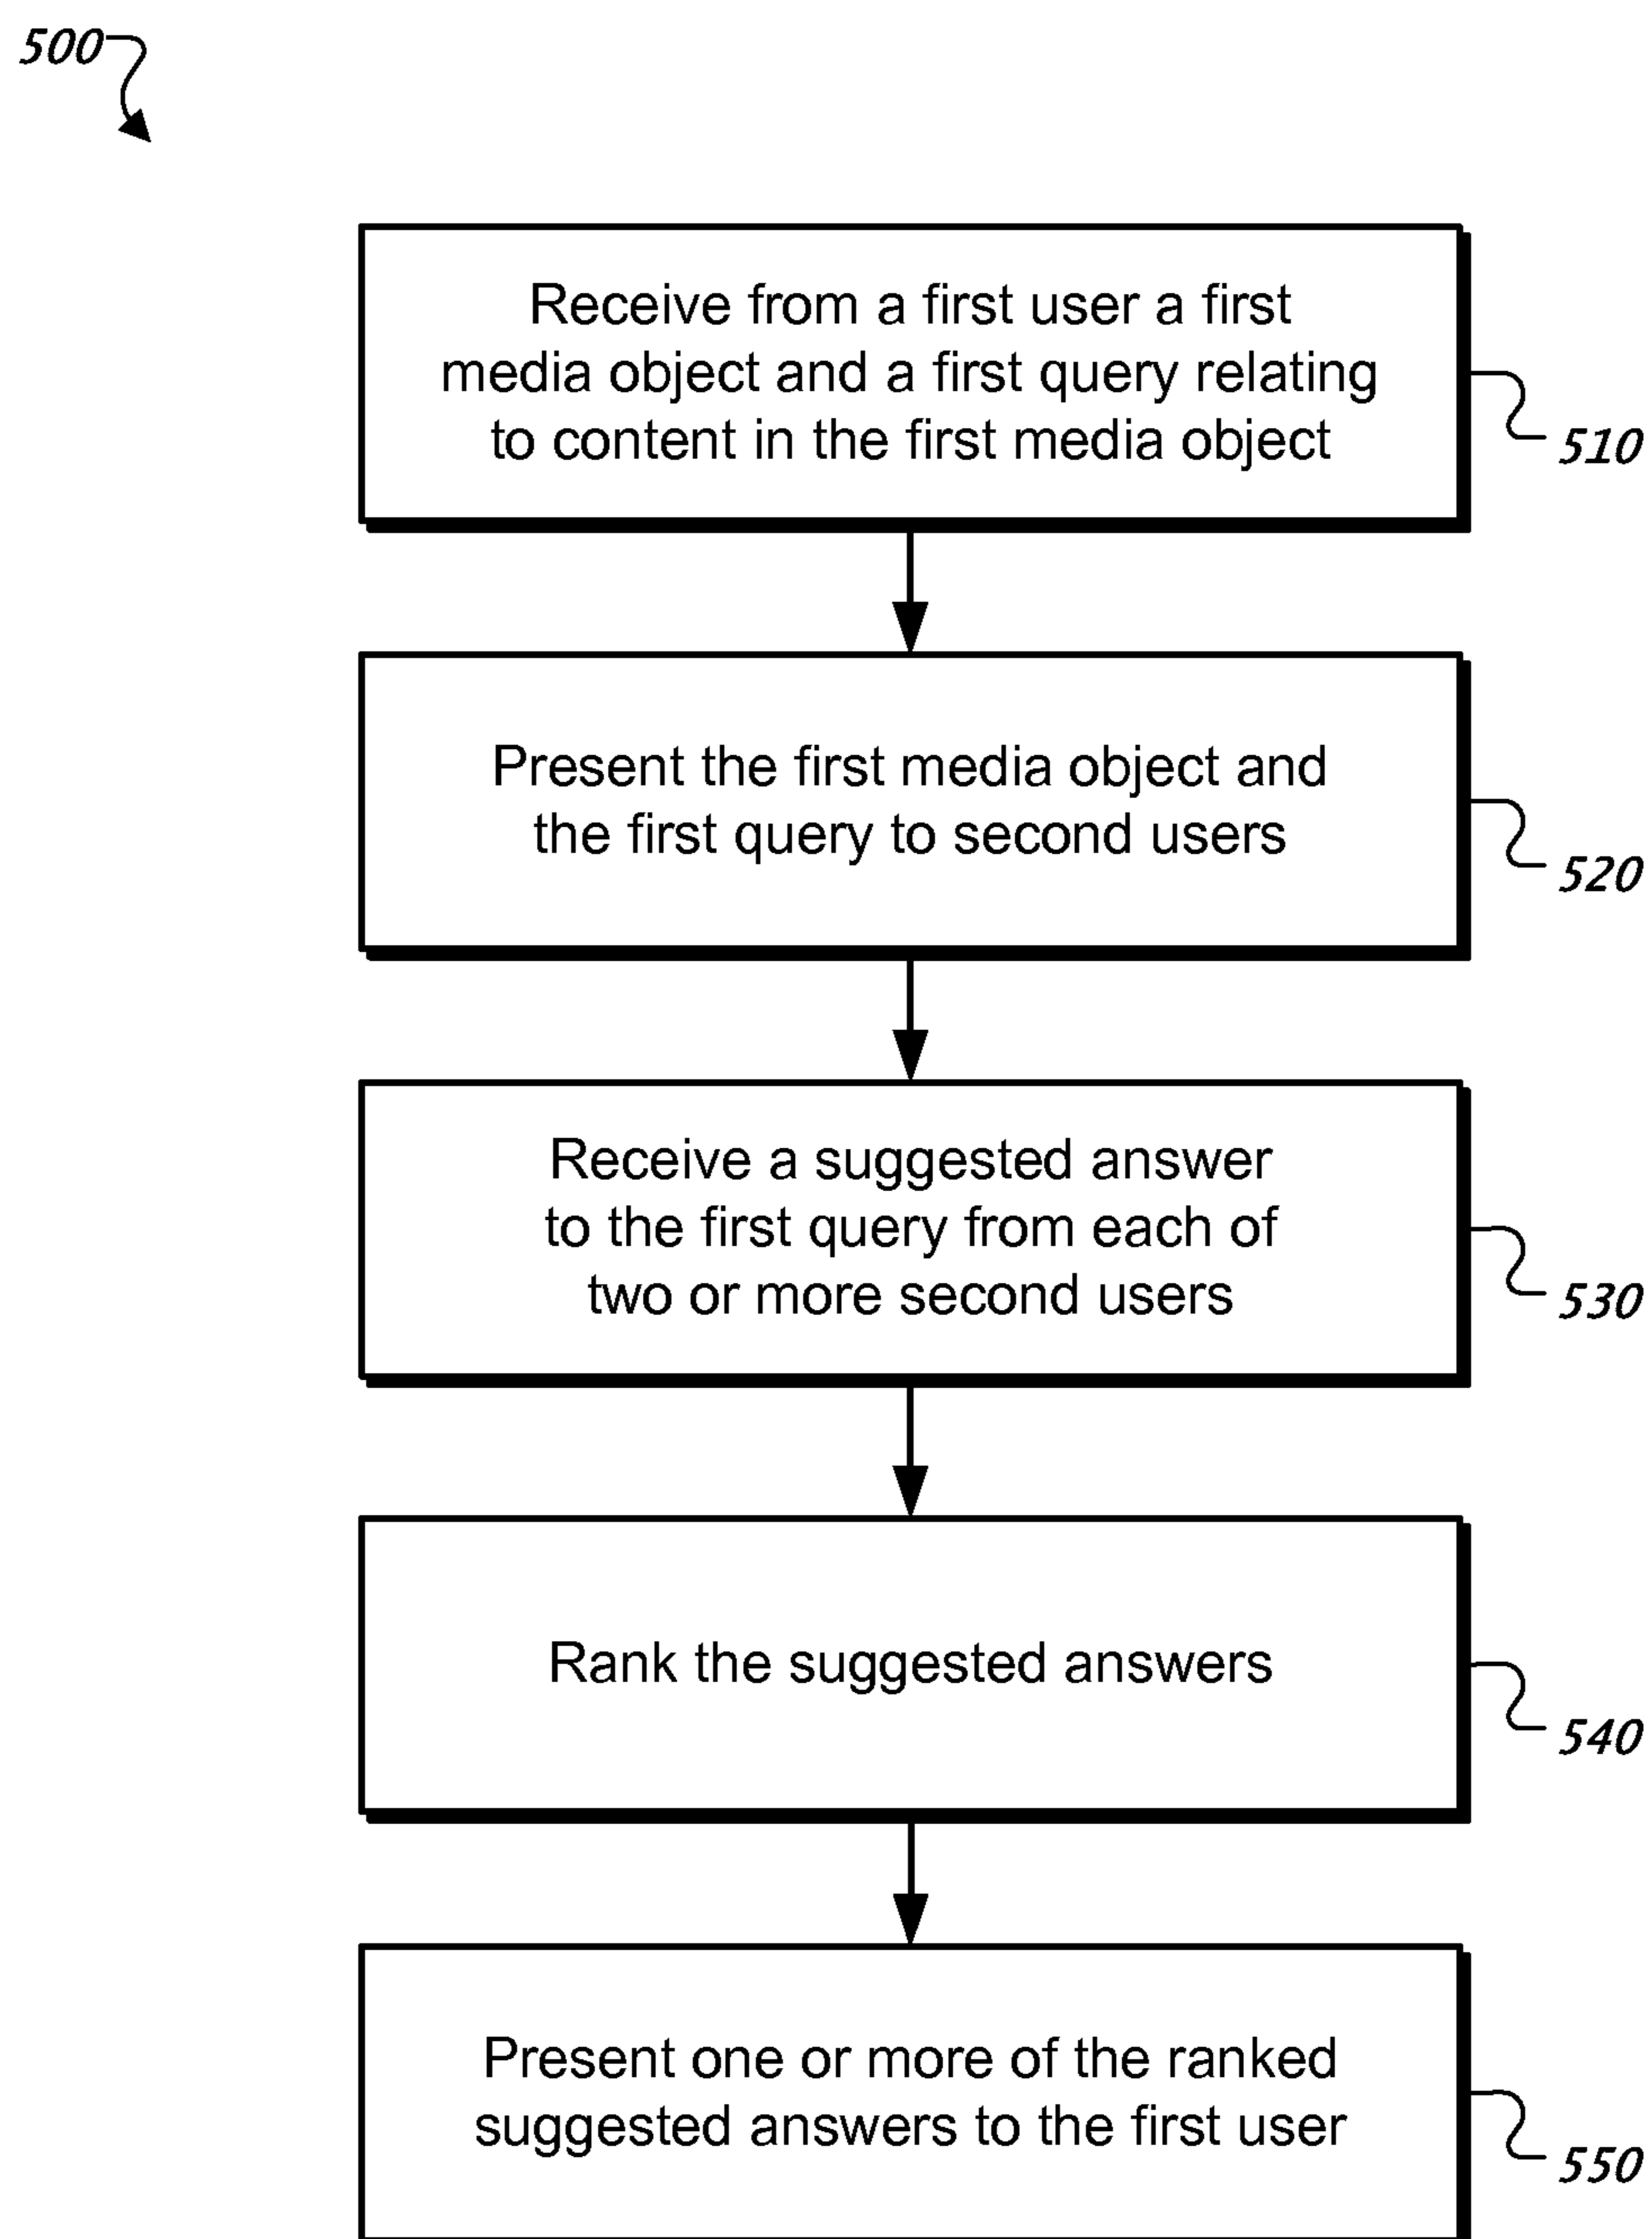 500
Receive from a first user a first
media object and a first query relating
to content in the first media object
510
Present the first media object and
the first query to second users
520
Receive a suggested answer
to the first query from each of
two or more second users
530
Rank the suggested answers
540
Present one or more of the ranked
suggested answers to the first user
550